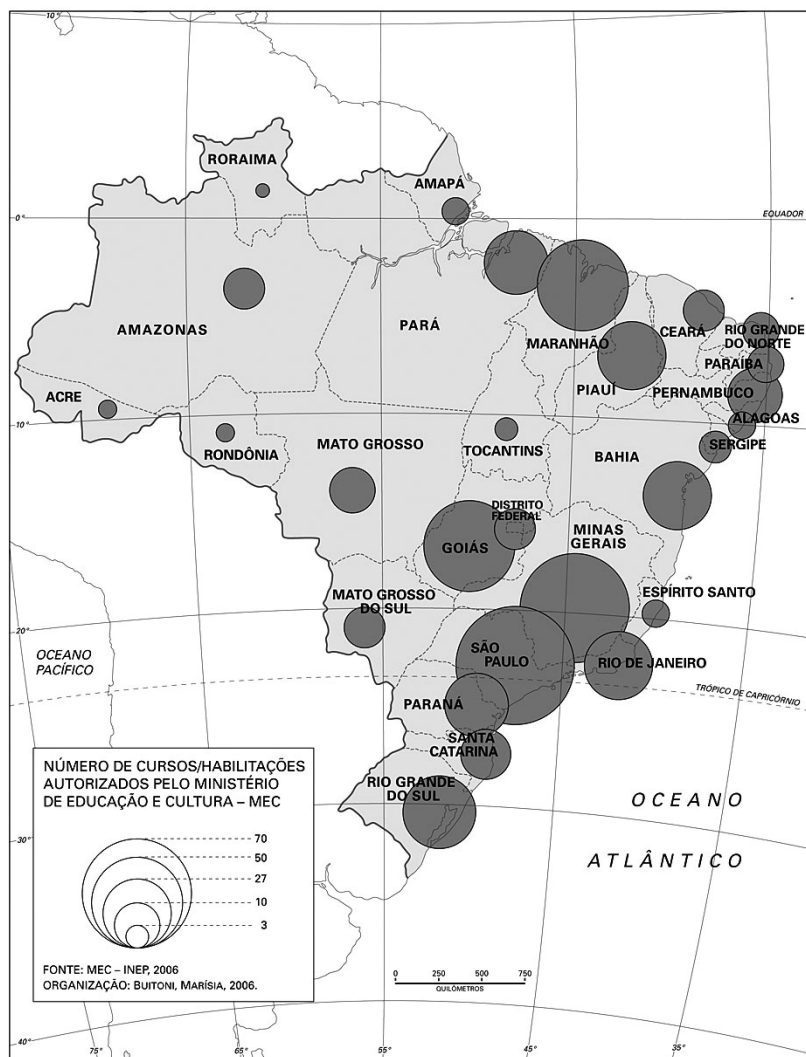 10°
RORAIMA
AMAPÁ
0°
EQUADOR
AMAZONAS
PARÁ
MARANHÃO
CEARÁ
RIO GRANDE
DO NORTE
PARAÍBA
PIAUÍ
PERNAMBUCO
ACRE
ALAGOAS
10°
RONDÔNIA
MATO GROSSO
TOCANTINS
SERGIPE
BAHIA
DISTRITO
FEDERAL
MINAS
GERAIS
GOIÁS
MATO GROSSO
DO SUL
ESPÍRITO SANTO
20°
OCEANO
PACÍFICO
SÃO
PAULO
RIO DE JANEIRO
TRÓPICO DE CAPRICÓRNIO
PARANÁ
SANTA
CATARINA
RIO GRANDE
DO SUL
NÚMERO DE CURSOS/HABILITAÇÕES
AUTORIZADOS PELO MINISTÉRIO
DE EDUCAÇÃO E CULTURA – MEC
70
50
27
10
3
FONTE: MEC – INEP, 2006
ORGANIZAÇÃO: BUITONI, MARÍSIA, 2006.
OCEANO
ATLÂNTICO
30°
0 250 500 750
QUILÔMETROS
40°
75° 65° 55° 45° 35°